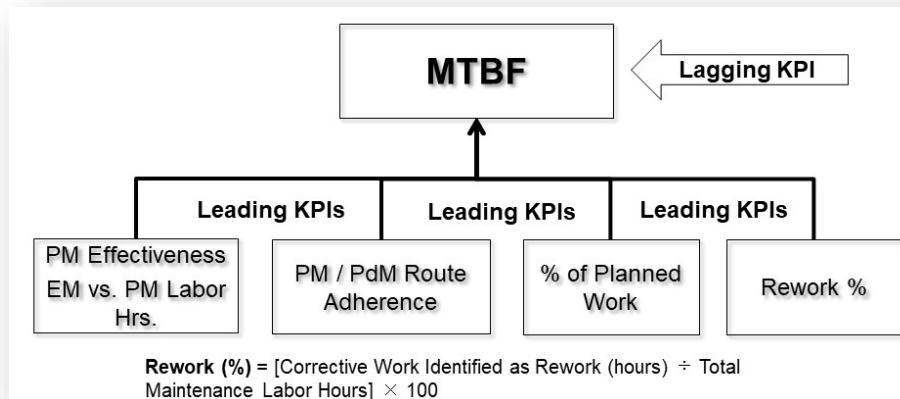 MTBF
Lagging KPI
Leading KPIs
Leading KPIs
Leading KPIs
PM Effectiveness
EM vs. PM Labor
Hrs.
PM / PdM Route
Adherence
% of Planned
Work
Rework %
Rework (%) = [Corrective Work Identified as Rework (hours) ÷ Total
Maintenance Labor Hours] × 100